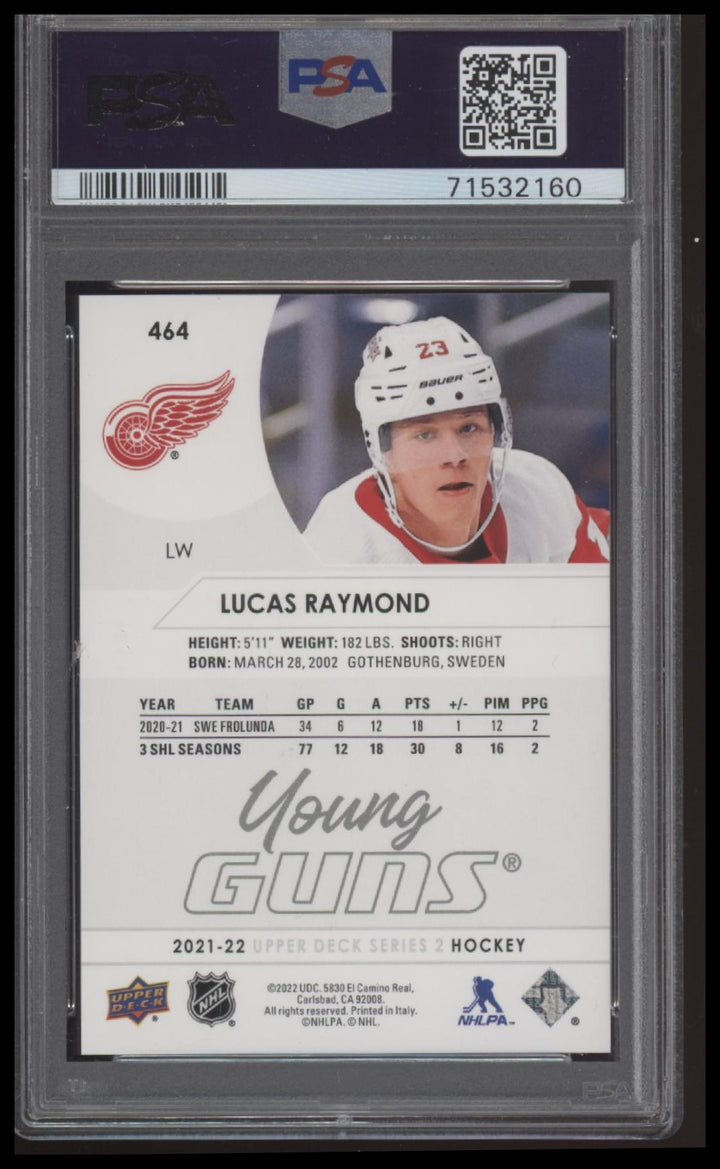 PSA
PSA
71532160
464
23
BAUER
®
LW
LUCAS RAYMOND
HEIGHT: 5'11" WEIGHT: 182 LBS. SHOOTS: RIGHT
BORN: MARCH 28, 2002 GOTHENBURG, SWEDEN
YEAR TEAM GP G A PTS +/- PIM PPG
2020-21 SWE FROLUNDA 34 6 12 18 1 12 2
3 SHL SEASONS 77 12 18 30 8 16 2
Young
GUNS®
2021-22 UPPER DECK SERIES 2 HOCKEY
UPPER DECK ®
NHL ®
©2022 UDC. 5830 El Camino Real,
Carlsbad, CA 92008.
All rights reserved. Printed in Italy.
©NHLPA. © NHL.
NHLPA™
®
PSA